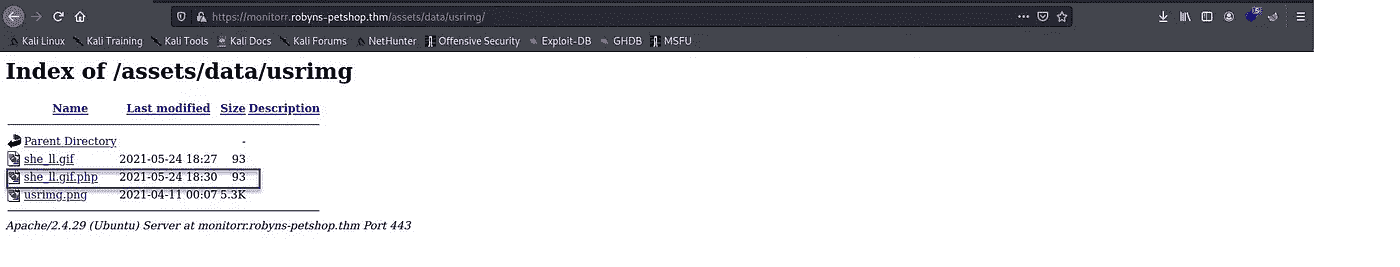 https://monitorr.robyns-petshop.thm/assets/data/usrimg/
Kali Linux Kali Training Kali Tools Kali Docs Kali Forums NetHunter Offensive Security Exploit-DB GHDB MSFU
Index of /assets/data/usrimg
Name Last modified Size Description
Parent Directory -
she_ll.gif 2021-05-24 18:27 93
she_ll.gif.php 2021-05-24 18:30 93
usrimg.png 2021-04-11 00:07 5.3K
Apache/2.4.29 (Ubuntu) Server at monitorr.robyns-petshop.thm Port 443